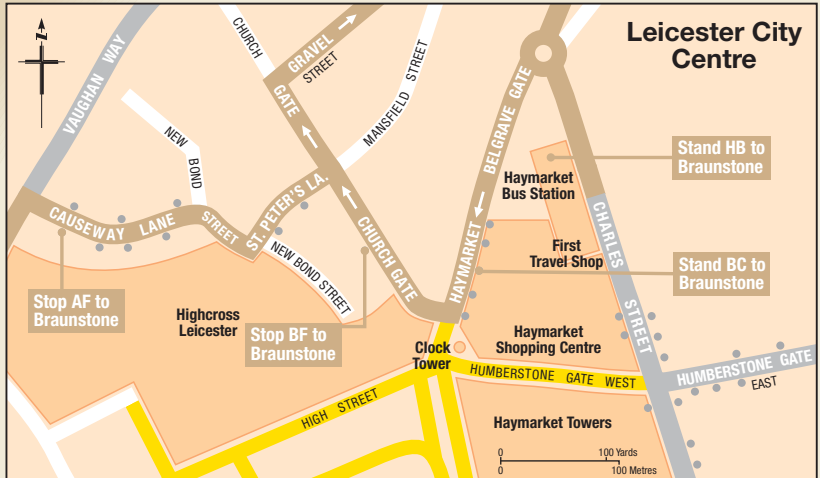 Leicester City
Centre
N
VAUGHAN WAY
CHURCH
GATE
GRAVEL
STREET
MANSFIELD STREET
BELGRAVE GATE
NEW
BOND
STREET
Stand HB to
Braunstone
Haymarket
Bus Station
CAUSEWAY LANE
ST. PETER'S LA.
CHURCH GATE
HAYMARKET
CHARLES
STREET
First
Travel Shop
NEW BOND STREET
Stand BC to
Braunstone
Stop AF to
Braunstone
Highcross
Leicester
Stop BF to
Braunstone
Clock
Tower
Haymarket
Shopping Centre
HUMBERSTONE GATE WEST
HUMBERSTONE GATE
EAST
HIGH STREET
Haymarket Towers
0 100 Yards
0 100 Metres